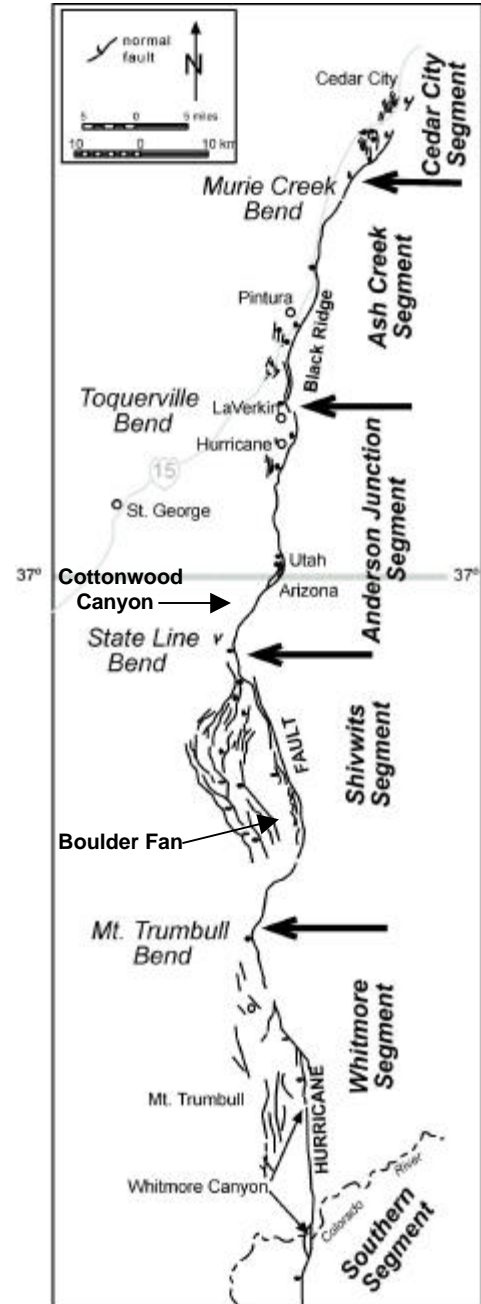 normal
fault
N
5 0 5 miles
10 0 10 km
Cedar City
Cedar City
Segment
Murie Creek
Bend
Ash Creek
Segment
Pintura
Black Ridge
Toquerville
Bend
LaVerkin
Hurricane
15
St. George
Anderson Junction
Segment
37° 37°
Utah
Arizona
Cottonwood
Canyon
State Line
Bend
Shivwits
Segment
FAULT
Boulder Fan
Mt. Trumbull
Bend
Whitmore
Segment
Mt. Trumbull
HURRICANE
Whitmore Canyon
Colorado River
Southern
Segment